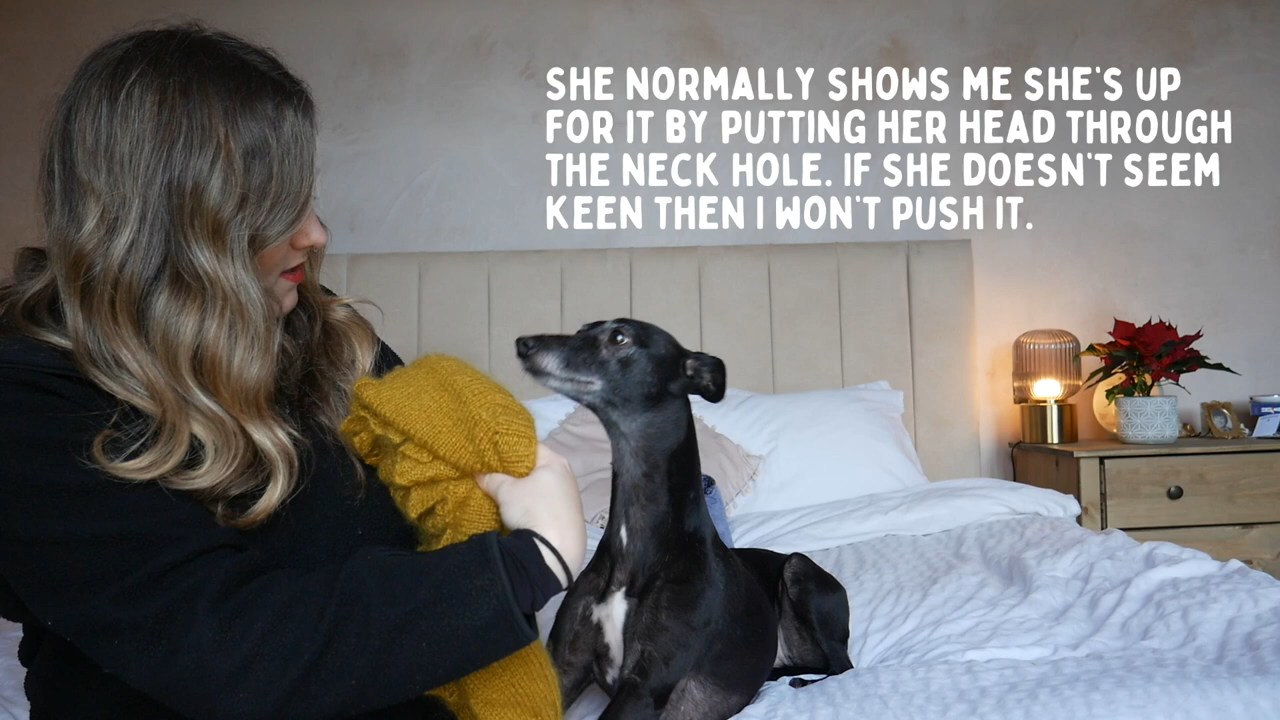 SHE NORMALLY SHOWS ME SHE'S UP
FOR IT BY PUTTING HER HEAD THROUGH
THE NECK HOLE. IF SHE DOESN'T SEEM
KEEN THEN I WON'T PUSH IT.